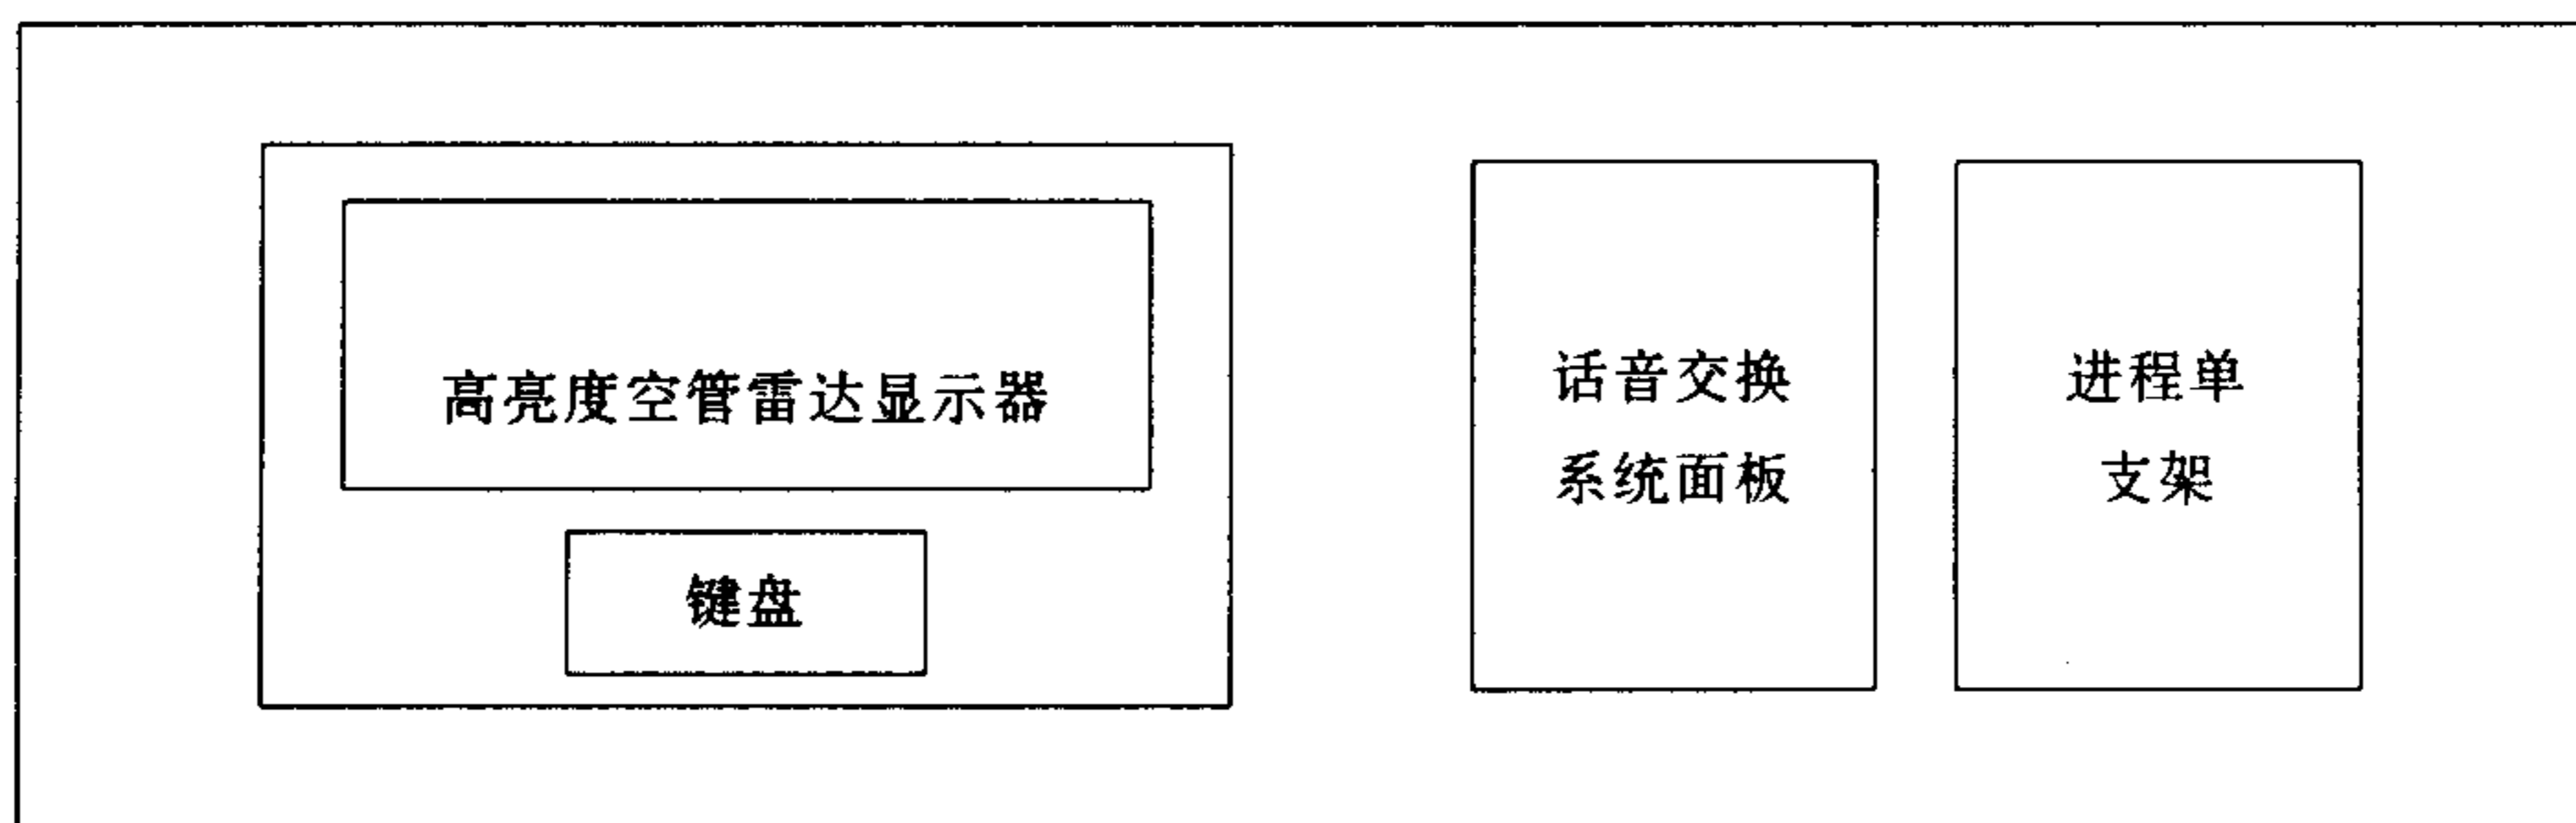 高亮度空管雷达显示器
键盘
话音交换
系统面板
进程单
支架